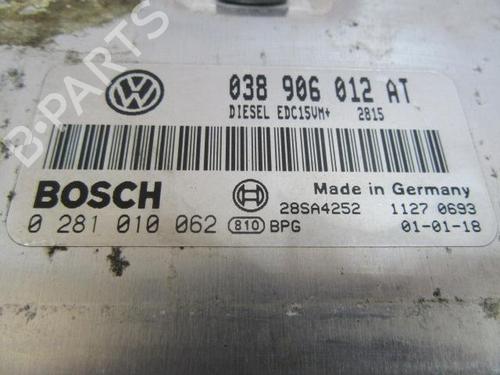 038 906 012 AT
DIESEL EDC15VM+ 2815
BOSCH
Made in Germany
0 281 010 062 810 BPG
28SA4252 1127 0693
01-01-18
B-PARTS